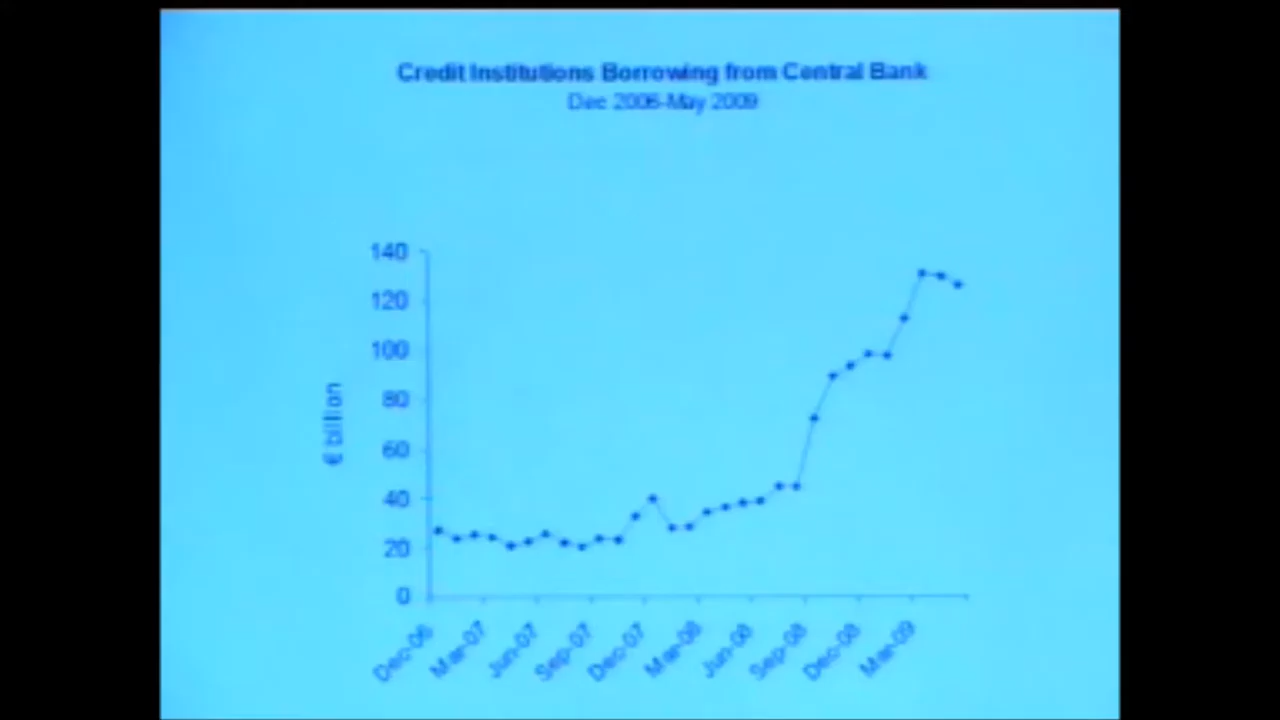 Credit Institutions Borrowing from Central Bank
Dec 2006-May 2009
140
120
100
80
60
40
20
0
€ billion
Dec-06
Mar-07
Jun-07
Sep-07
Dec-07
Mar-08
Jun-08
Sep-08
Dec-08
Mar-09